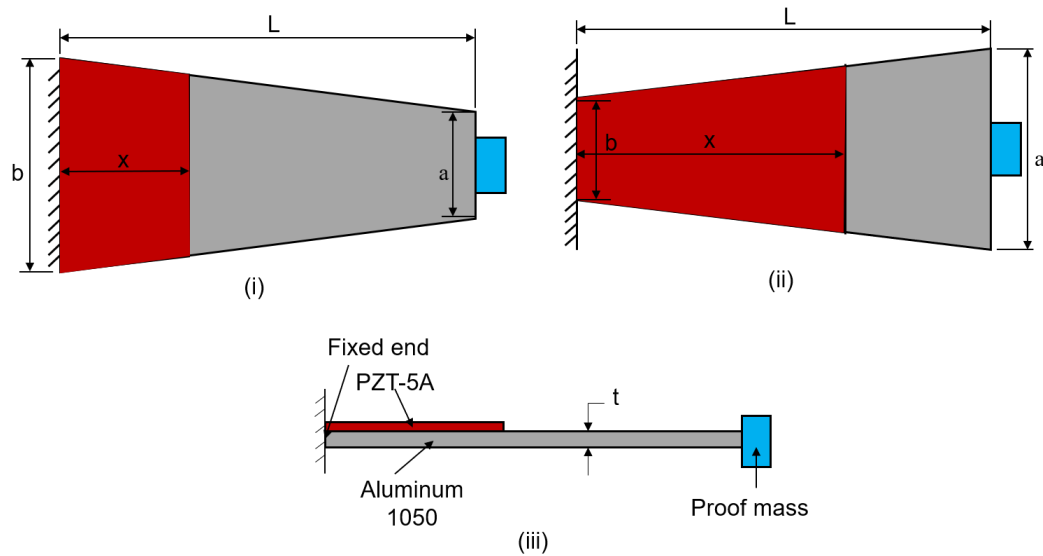 L
b
x
a
(i)
L
b
x
a
(ii)
Fixed end
PZT-5A
t
Aluminum
1050
Proof mass
(iii)